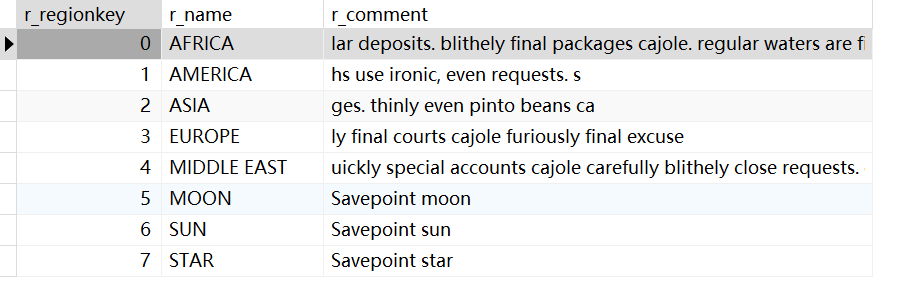 r_regionkey r_name r_comment
0 AFRICA lar deposits. blithely final packages cajole. regular waters are
1 AMERICA hs use ironic, even requests. s
2 ASIA ges. thinly even pinto beans ca
3 EUROPE ly final courts cajole furiously final excuse
4 MIDDLE EAST uickly special accounts cajole carefully blithely close requests.
5 MOON Savepoint moon
6 SUN Savepoint sun
7 STAR Savepoint star